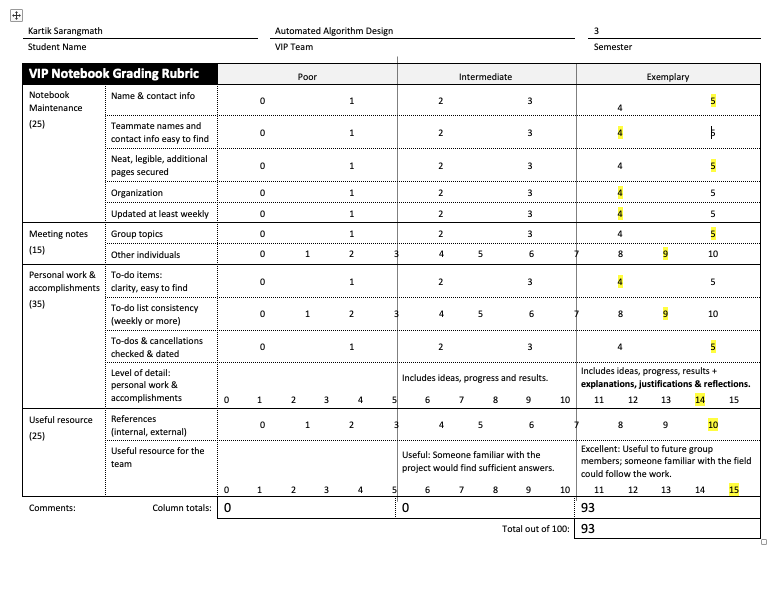 Kartik Sarangmath Automated Algorithm Design 3
Student Name VIP Team Semester
VIP Notebook Grading Rubric Poor Intermediate Exemplary
Notebook Maintenance (25)
Name & contact info 0 1 2 3 4 5
Teammate names and contact info easy to find 0 1 2 3 4 5
Neat, legible, additional pages secured 0 1 2 3 4 5
Organization 0 1 2 3 4 5
Updated at least weekly 0 1 2 3 4 5
Meeting notes (15)
Group topics 0 1 2 3 4 5
Other individuals 0 1 2 3 4 5 6 7 8 9 10
Personal work & accomplishments (35)
To-do items: clarity, easy to find 0 1 2 3 4 5
To-do list consistency (weekly or more) 0 1 2 3 4 5 6 7 8 9 10
To-dos & cancellations checked & dated 0 1 2 3 4 5
Level of detail: personal work & accomplishments
Includes ideas, progress and results.
Includes ideas, progress, results + explanations, justifications & reflections.
0 1 2 3 4 5 6 7 8 9 10 11 12 13 14 15
Useful resource (25)
References (internal, external) 0 1 2 3 4 5 6 7 8 9 10
Useful resource for the team
Useful: Someone familiar with the project would find sufficient answers.
Excellent: Useful to future group members; someone familiar with the field could follow the work.
0 1 2 3 4 5 6 7 8 9 10 11 12 13 14 15
Comments: Column totals: 0 0 93
Total out of 100: 93